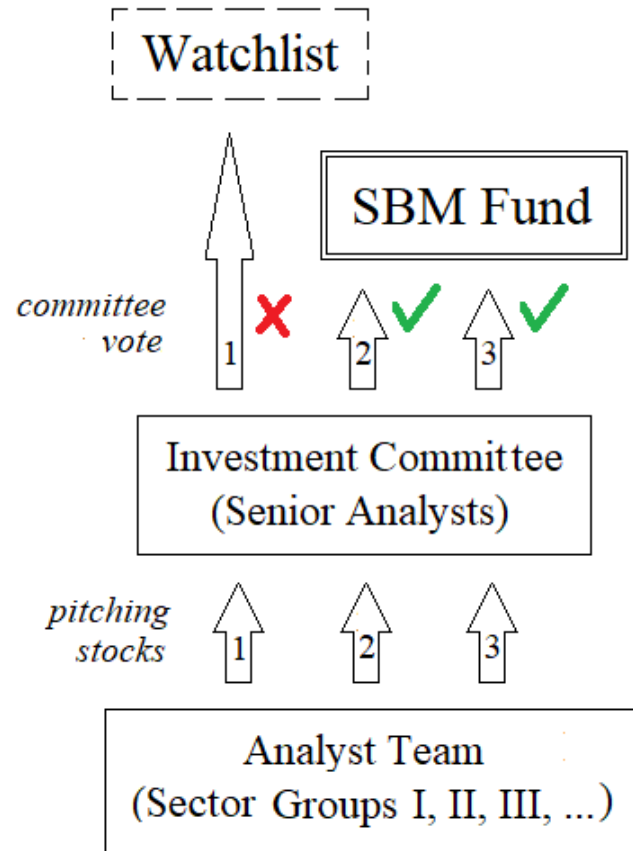 Watchlist
SBM Fund
committee
vote
1
2
3
Investment Committee
(Senior Analysts)
pitching
stocks
1
2
3
Analyst Team
(Sector Groups I, II, III, ...)